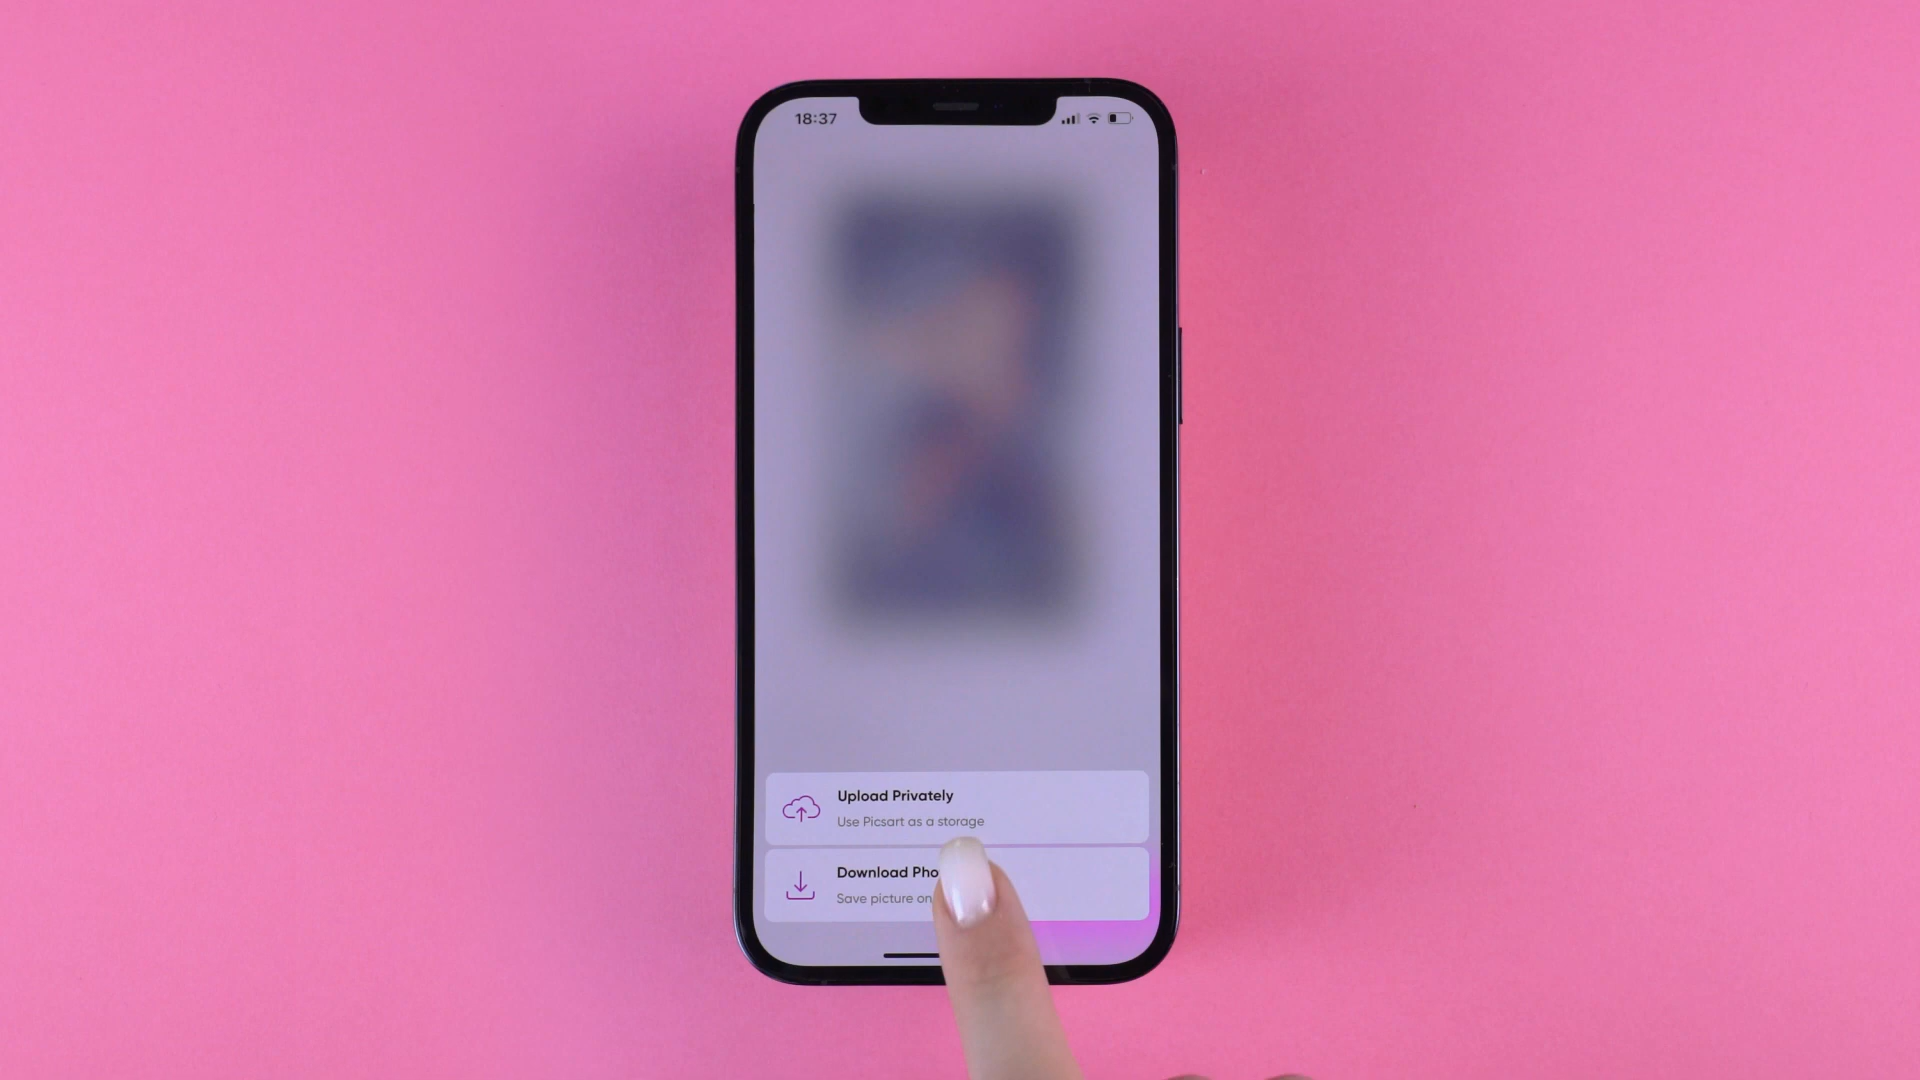 18:37
Upload Privately
Use Picsart as a storage
Download Pho
Save picture on